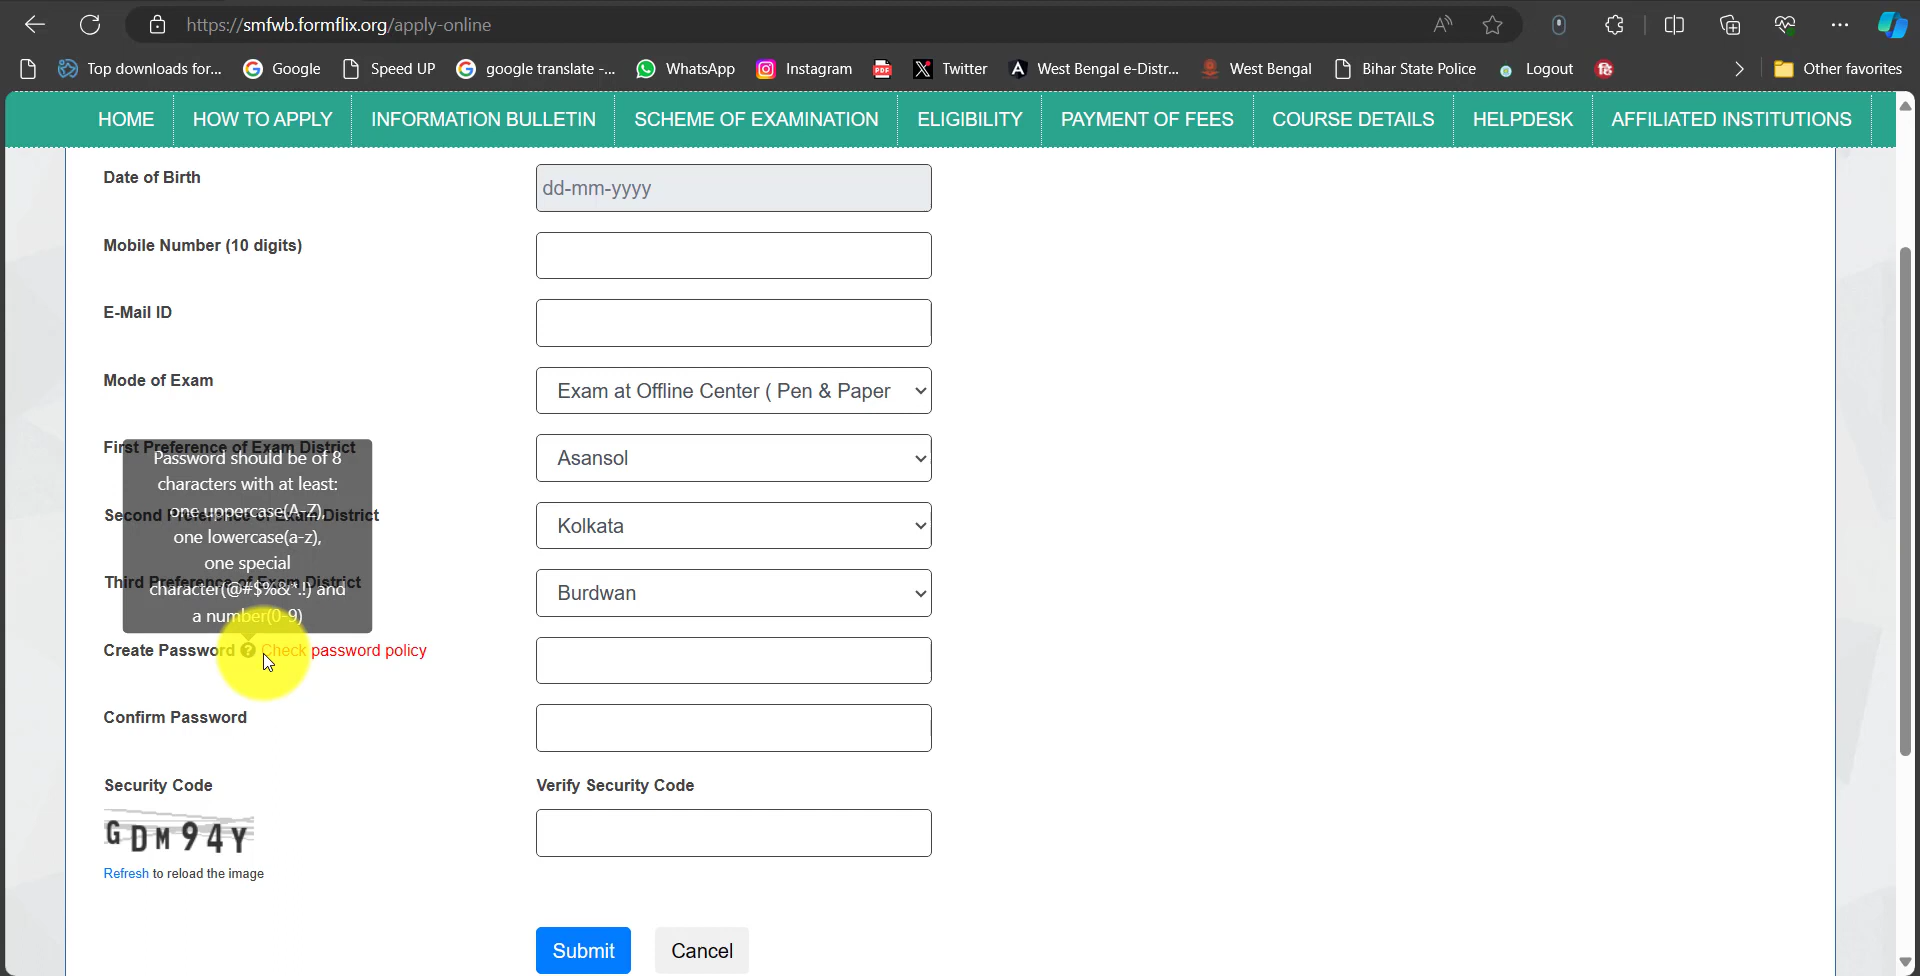 https://smfwb.formflix.org/apply-online
Top downloads for... Google Speed UP google translate -... WhatsApp Instagram PDF Twitter West Bengal e-Distr... West Bengal Bihar State Police Logout Other favorites
HOME HOW TO APPLY INFORMATION BULLETIN SCHEME OF EXAMINATION ELIGIBILITY PAYMENT OF FEES COURSE DETAILS HELPDESK AFFILIATED INSTITUTIONS
Date of Birth dd-mm-yyyy
Mobile Number (10 digits)
E-Mail ID
Mode of Exam Exam at Offline Center ( Pen & Paper
First Preference of Exam District Asansol
Password should be of 8
characters with at least:
one uppercase(A-Z),
Second Preference of Exam District Kolkata
one lowercase(a-z),
one special
Third Preference of Exam District Burdwan
character(@#$%&*.!) and
a number(0-9)
Create Password Check password policy
Confirm Password
Security Code Verify Security Code
GDM94Y
Refresh to reload the image
Submit Cancel